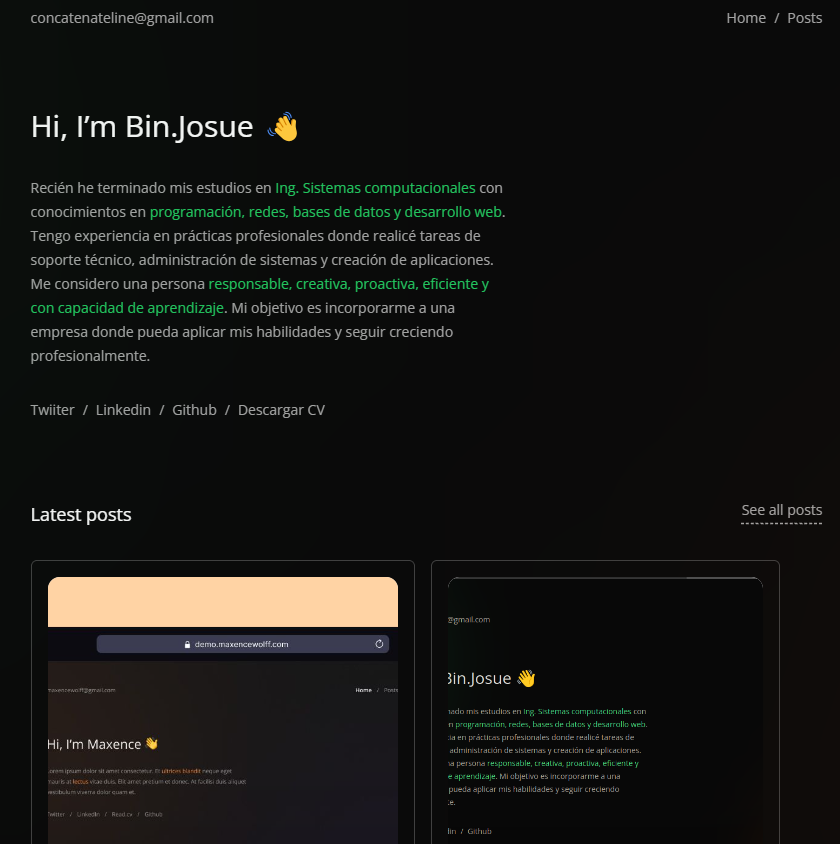 concatenateline@gmail.com
Home / Posts
Hi, I’m Bin.Josue 👋
Recién he terminado mis estudios en Ing. Sistemas computacionales con
conocimientos en programación, redes, bases de datos y desarrollo web.
Tengo experiencia en prácticas profesionales donde realicé tareas de
soporte técnico, administración de sistemas y creación de aplicaciones.
Me considero una persona responsable, creativa, proactiva, eficiente y
con capacidad de aprendizaje. Mi objetivo es incorporarme a una
empresa donde pueda aplicar mis habilidades y seguir creciendo
profesionalmente.
Twiiter / Linkedin / Github / Descargar CV
Latest posts
See all posts
demo.maxencewolff.com
maxencewolff@gmail.com
Home / Posts
Hi, I’m Maxence 👋
Lorem ipsum dolor sit amet consectetur. Et ultrices blandit neque eget
mauris at lectus vitae duis. Elit amet pretium et donec. At facilisi duis aliquet
vestibulum viverra dolor quam et.
Twitter / LinkedIn / Read cv / Github
@gmail.com
Bin.Josue 👋
nado mis estudios en Ing. Sistemas computacionales con
n programación, redes, bases de datos y desarrollo web.
ia en prácticas profesionales donde realicé tareas de
administración de sistemas y creación de aplicaciones.
na persona responsable, creativa, proactiva, eficiente y
e aprendizaje. Mi objetivo es incorporarme a una
pueda aplicar mis habilidades y seguir creciendo
te.
din / Github